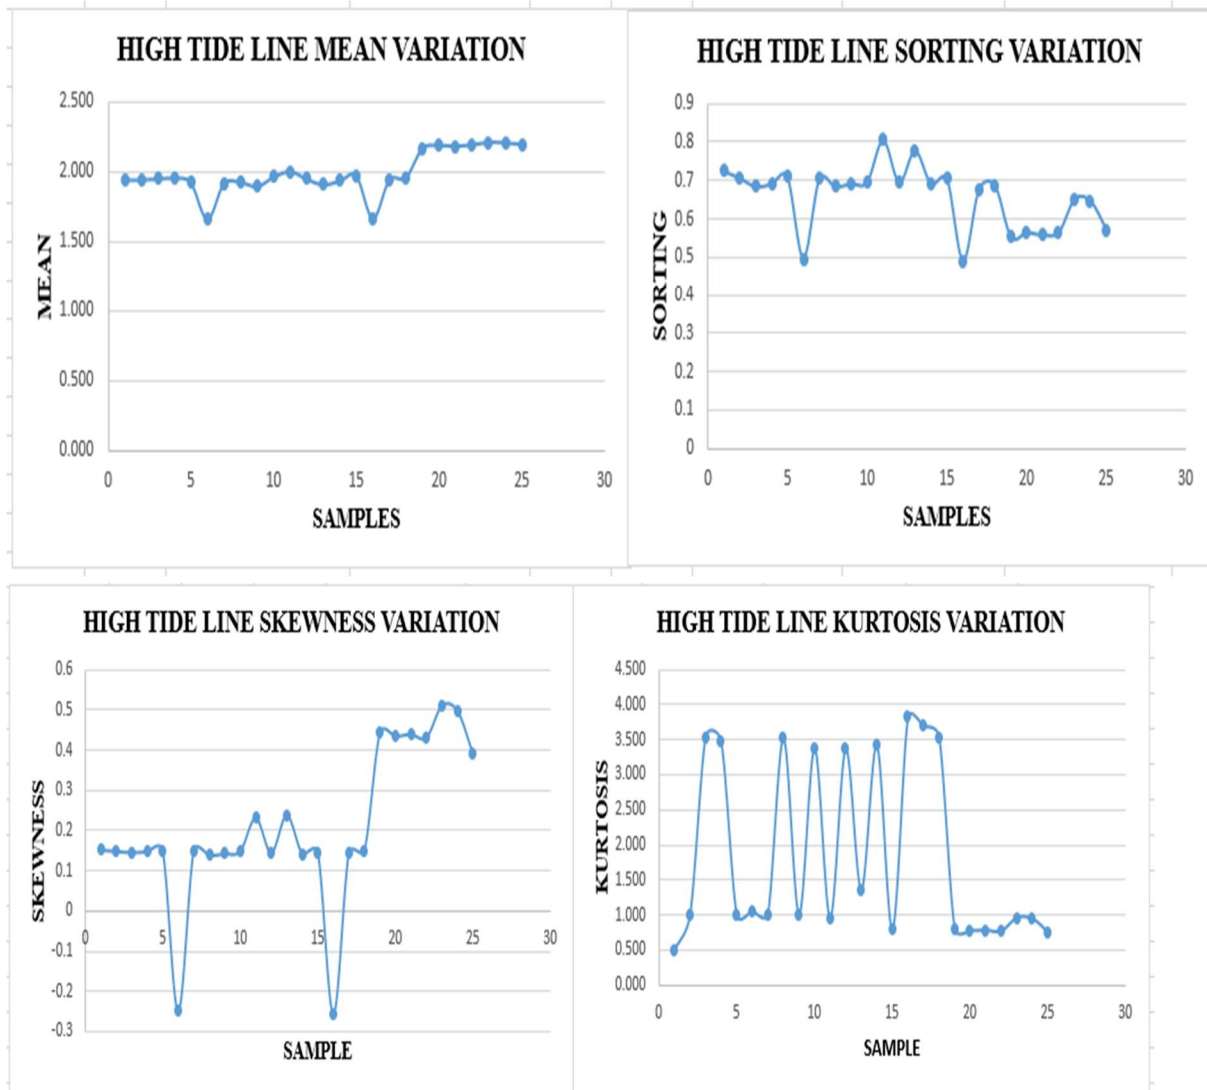 HIGH TIDE LINE MEAN VARIATION
2.500
2.000
1.500
1.000
0.500
0.000
MEAN
0 5 10 15 20 25 30
SAMPLES
HIGH TIDE LINE SORTING VARIATION
0.9
0.8
0.7
0.6
0.5
0.4
0.3
0.2
0.1
0
SORTING
0 5 10 15 20 25 30
SAMPLES
HIGH TIDE LINE SKEWNESS VARIATION
0.6
0.5
0.4
0.3
0.2
0.1
0
-0.1
-0.2
-0.3
SKEWNESS
0 5 10 15 20 25 30
SAMPLE
HIGH TIDE LINE KURTOSIS VARIATION
4.500
4.000
3.500
3.000
2.500
2.000
1.500
1.000
0.500
0.000
KURTOSIS
0 5 10 15 20 25 30
SAMPLE